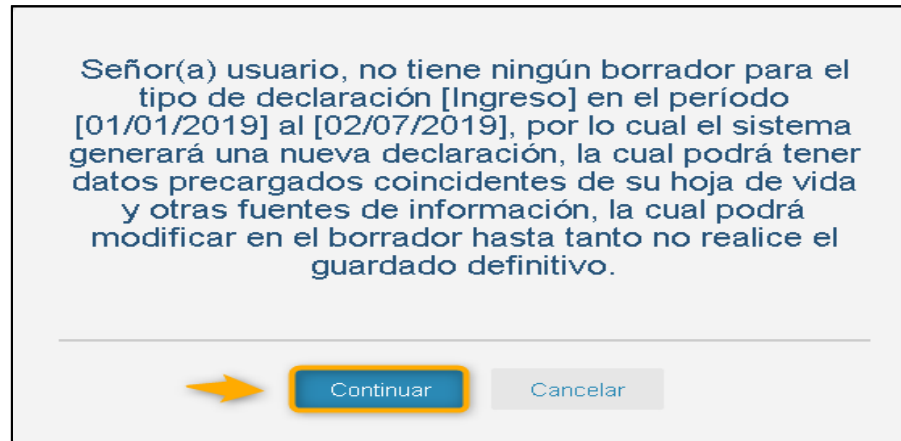 Señor(a) usuario, no tiene ningún borrador para el
tipo de declaración [Ingreso] en el período
[01/01/2019] al [02/07/2019], por lo cual el sistema
generará una nueva declaración, la cual podrá tener
datos precargados coincidentes de su hoja de vida
y otras fuentes de información, la cual podrá
modificar en el borrador hasta tanto no realice el
guardado definitivo.
Continuar
Cancelar